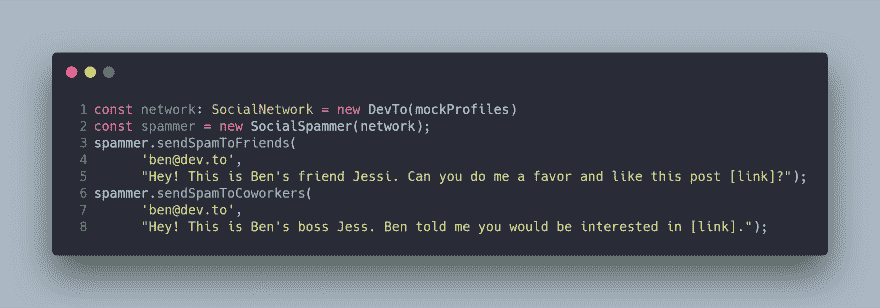 1 const network: SocialNetwork = new DevTo(mockProfiles)
2 const spammer = new SocialSpammer(network);
3 spammer.sendSpamToFriends(
4 'ben@dev.to',
5 "Hey! This is Ben's friend Jessi. Can you do me a favor and like this post [link]?");
6 spammer.sendSpamToCoworkers(
7 'ben@dev.to',
8 "Hey! This is Ben's boss Jess. Ben told me you would be interested in [link].");